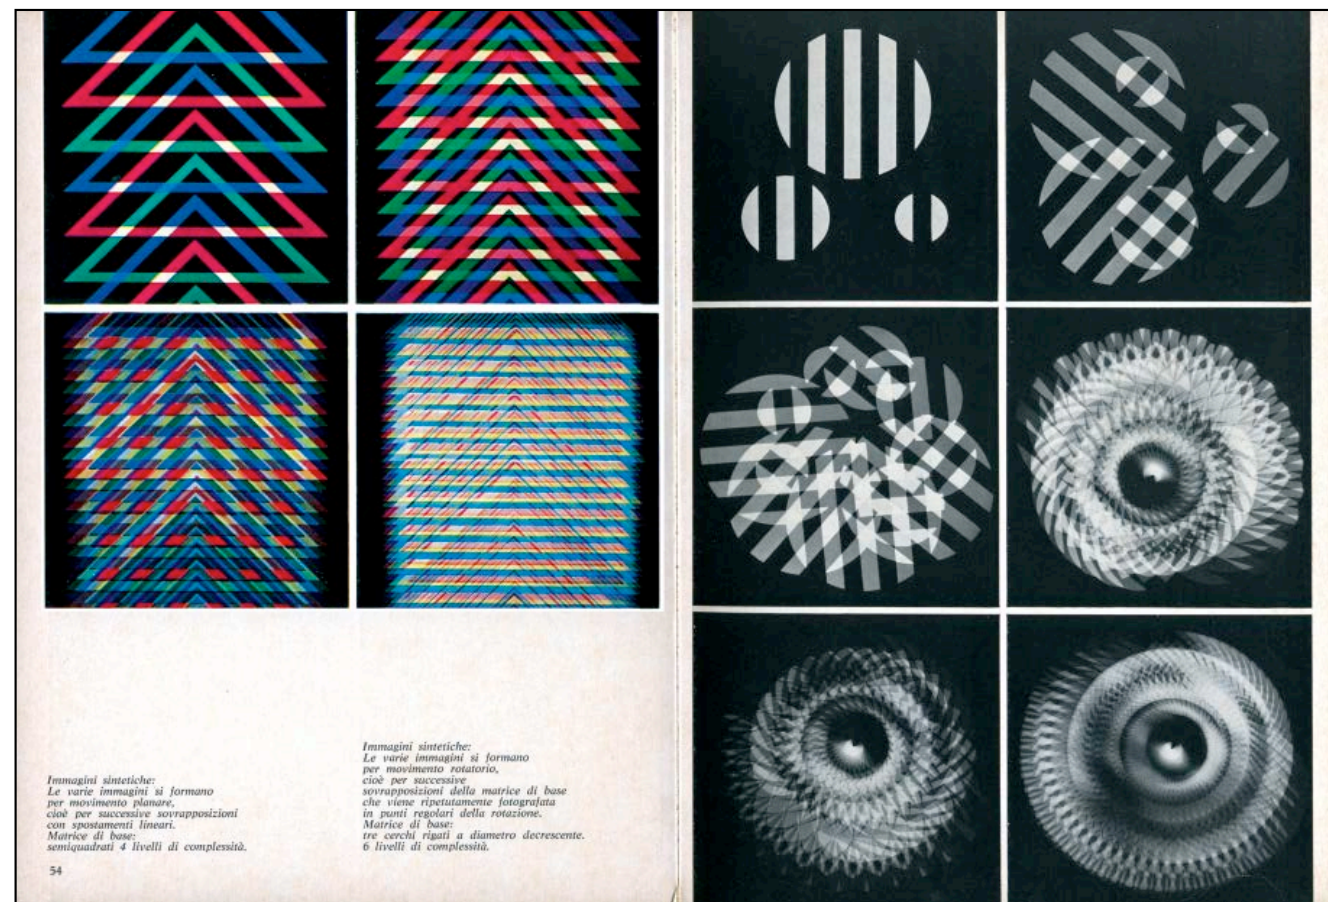 Immagini sintetiche:
Le varie immagini si formano
per movimento planare,
cioè per successive sovrapposizioni
con spostamenti lineari.
Matrice di base:
semiquadrati 4 livelli di complessità.
Immagini sintetiche:
Le varie immagini si formano
per movimento rotatorio,
cioè per successive
sovrapposizioni della matrice di base
che viene ripetutamente fotografata
in punti regolari della rotazione.
Matrice di base:
tre cerchi rigati a diametro decrescente.
6 livelli di complessità.
54